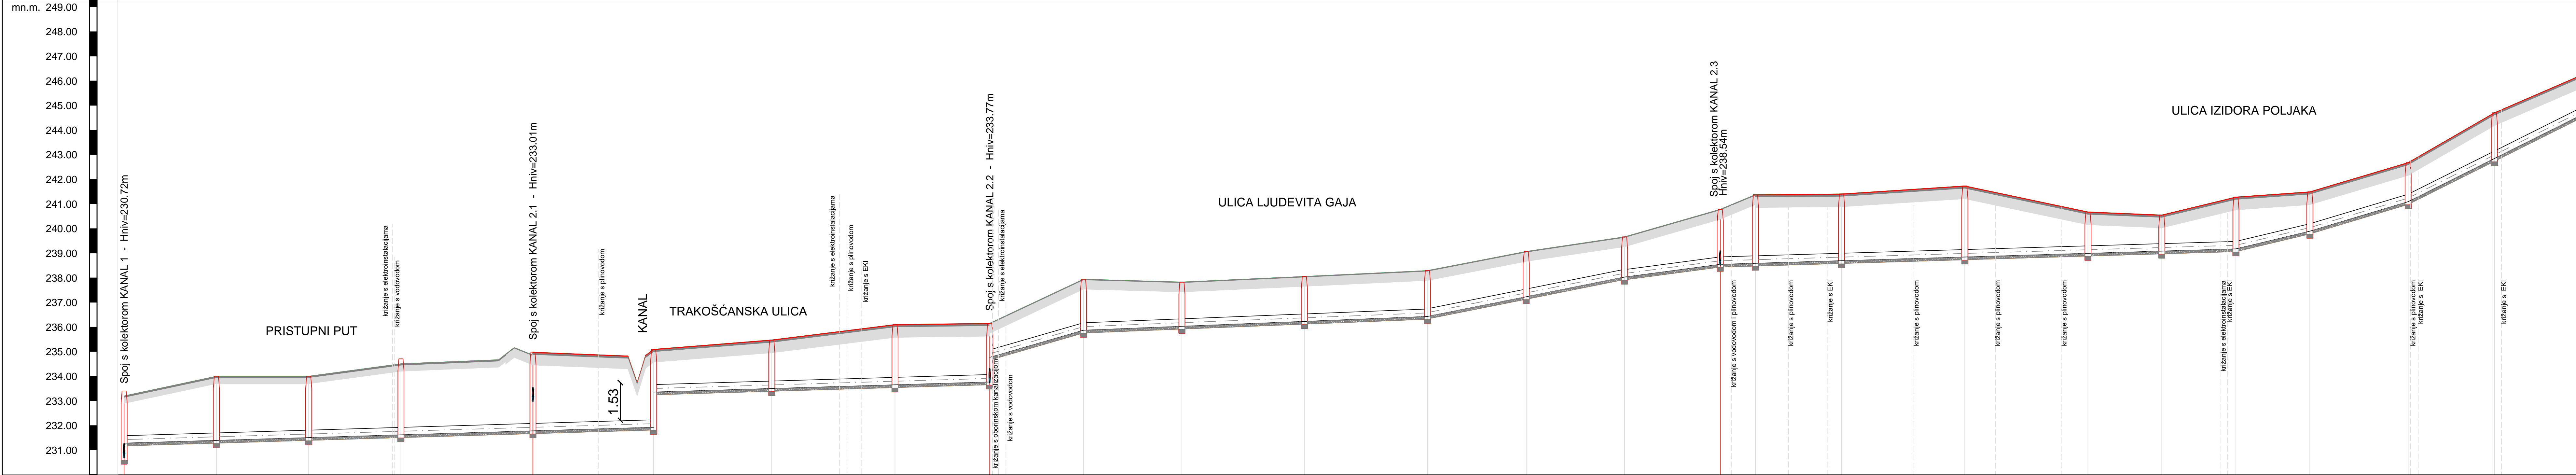 mn.m. 249.00
248.00
247.00
246.00
245.00
244.00
243.00
242.00
241.00
240.00
239.00
238.00
237.00
236.00
235.00
234.00
233.00
232.00
231.00
Spoj s kolektorom KANAL 1 - Hniv=230.72m
PRISTUPNI PUT
križanje s elektroinstalacijama
križanje s vodovodom
Spoj s kolektorom KANAL 2.1 - Hniv=233.01m
križanje s plinovodom
1.53
KANAL
TRAKOŠĆANSKA ULICA
križanje s elektroinstalacijama
križanje s plinovodom
križanje s EKI
Spoj s kolektorom KANAL 2.2 - Hniv=233.77m
križanje s oborinskom kanalizacijom
križanje s elektroinstalacijama
križanje s vodovodom
ULICA LJUDEVITA GAJA
Spoj s kolektorom KANAL 2.3
Hniv=238.54m
križanje s vodovodom i plinovodom
križanje s plinovodom
križanje s EKI
križanje s plinovodom
križanje s plinovodom
križanje s plinovodom
ULICA IZIDORA POLJAKA
križanje s elektroinstalacijama
križanje s EKI
križanje s plinovodom
križanje s EKI
križanje s EKI